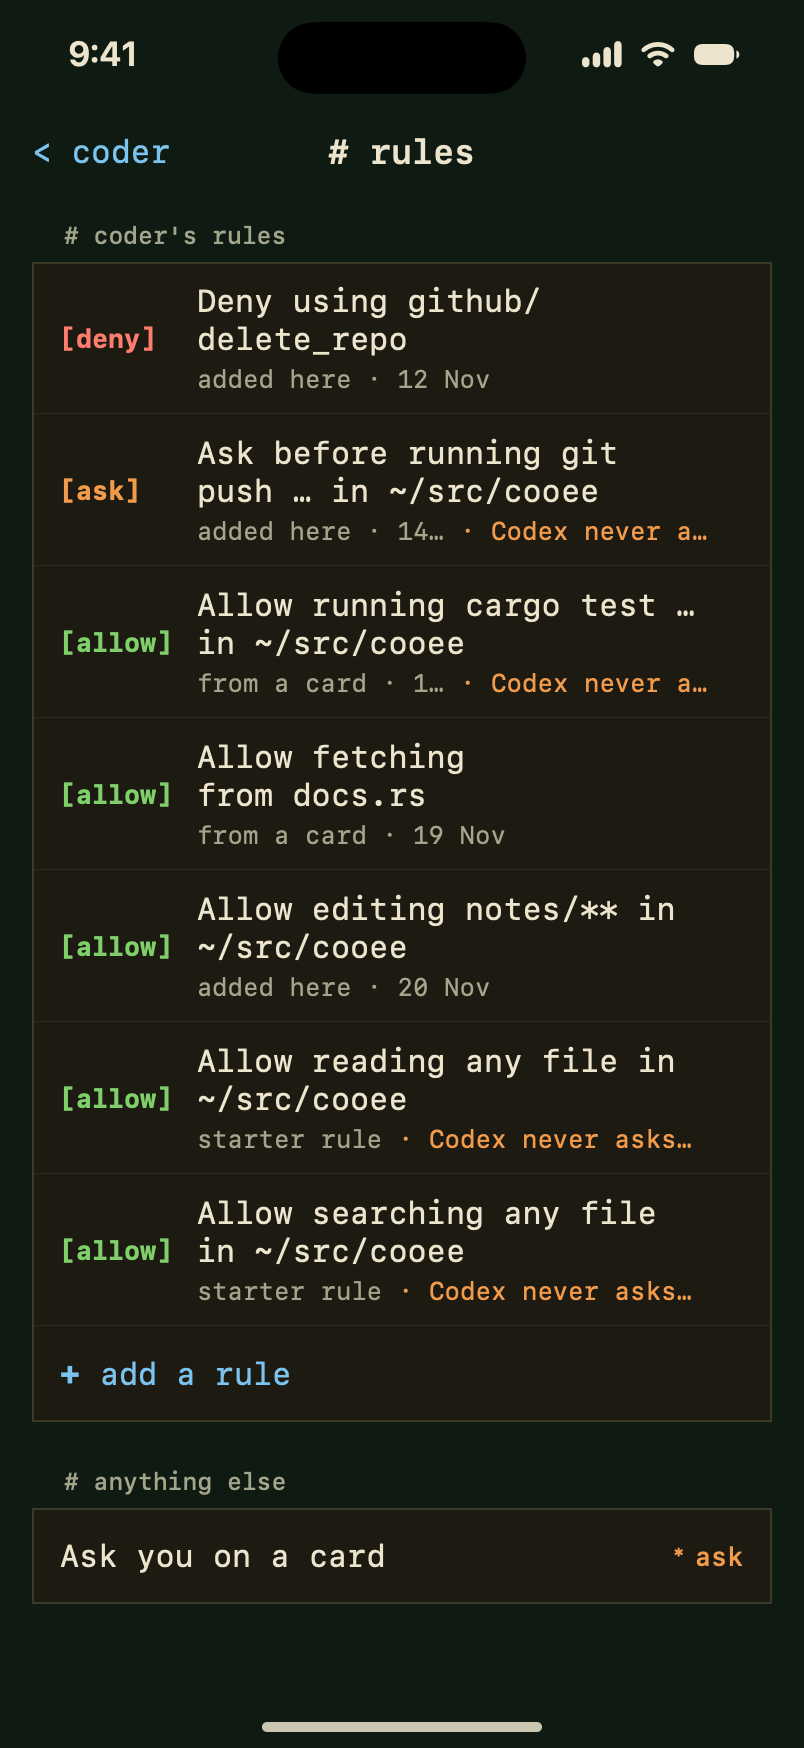 9:41
< coder
# rules
# coder's rules
[deny]
Deny using github/
delete_repo
added here · 12 Nov
[ask]
Ask before running git
push … in ~/src/cooee
added here · 14… · Codex never a…
[allow]
Allow running cargo test …
in ~/src/cooee
from a card · 1… · Codex never a…
[allow]
Allow fetching
from docs.rs
from a card · 19 Nov
[allow]
Allow editing notes/** in
~/src/cooee
added here · 20 Nov
[allow]
Allow reading any file in
~/src/cooee
starter rule · Codex never asks…
[allow]
Allow searching any file
in ~/src/cooee
starter rule · Codex never asks…
+ add a rule
# anything else
Ask you on a card * ask